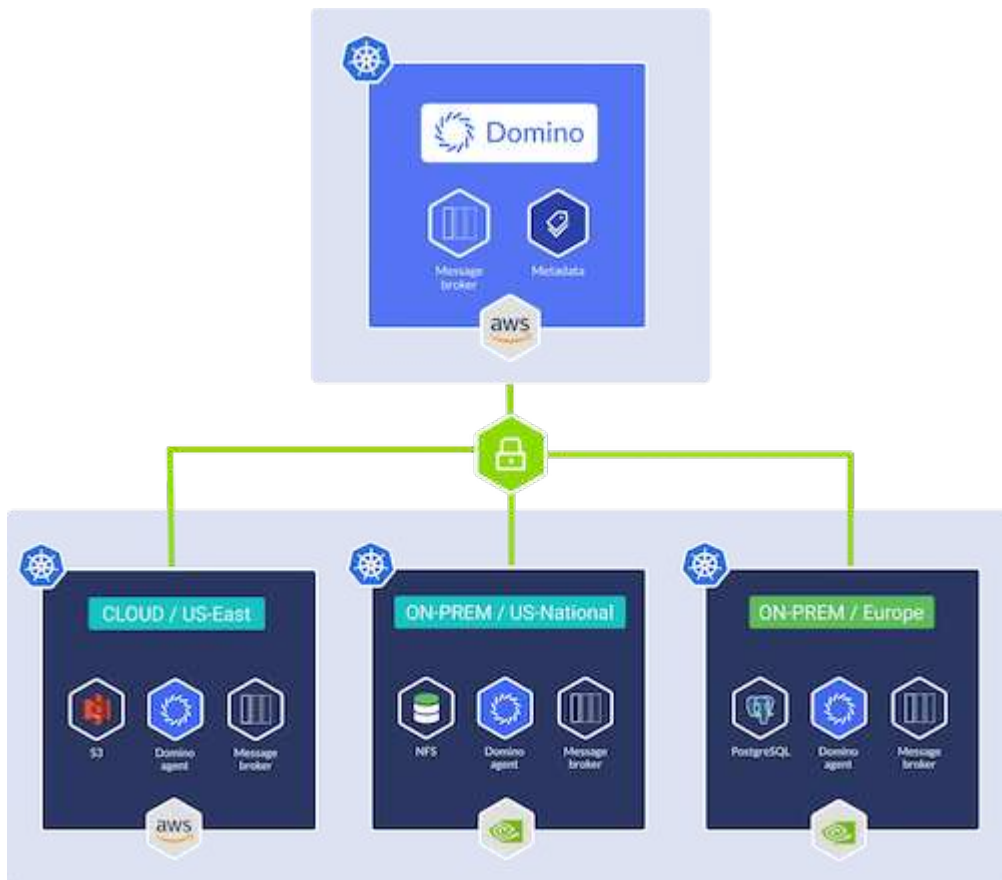 Domino
Message
broker
Metadata
aws
CLOUD / US-East
ON-PREM / US-National
ON-PREM / Europe
S3
Domino
agent
Message
broker
NFS
Domino
agent
Message
broker
PostgreSQL
Domino
agent
Message
broker
aws